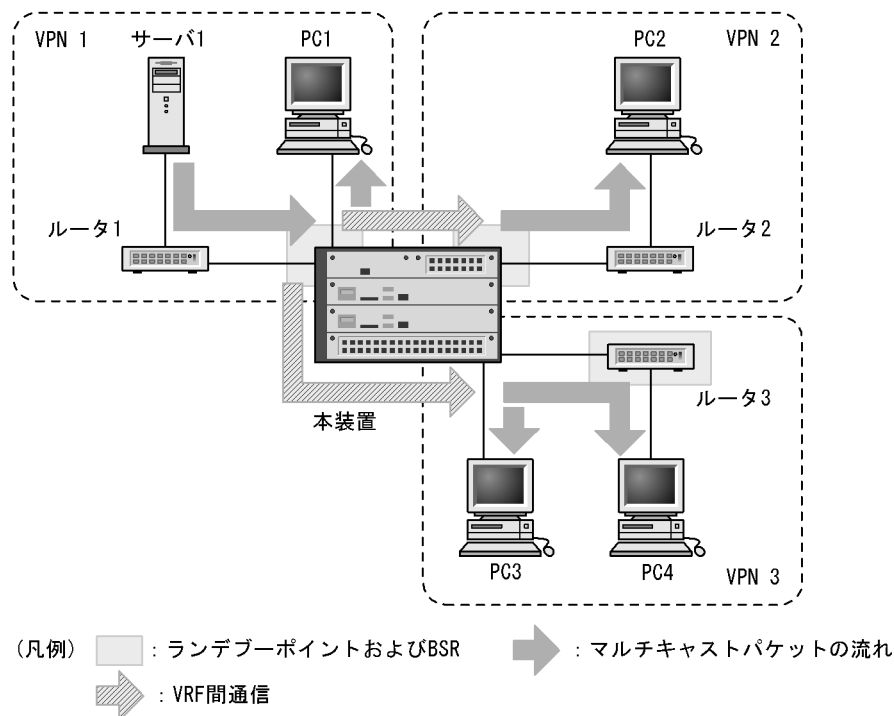 VPN 1
サーバ1
PC1
PC2
VPN 2
ルータ1
ルータ2
本装置
ルータ3
PC3
PC4
VPN 3
(凡例)
:ランデブーポイントおよびBSR
:マルチキャストパケットの流れ
:VRF間通信